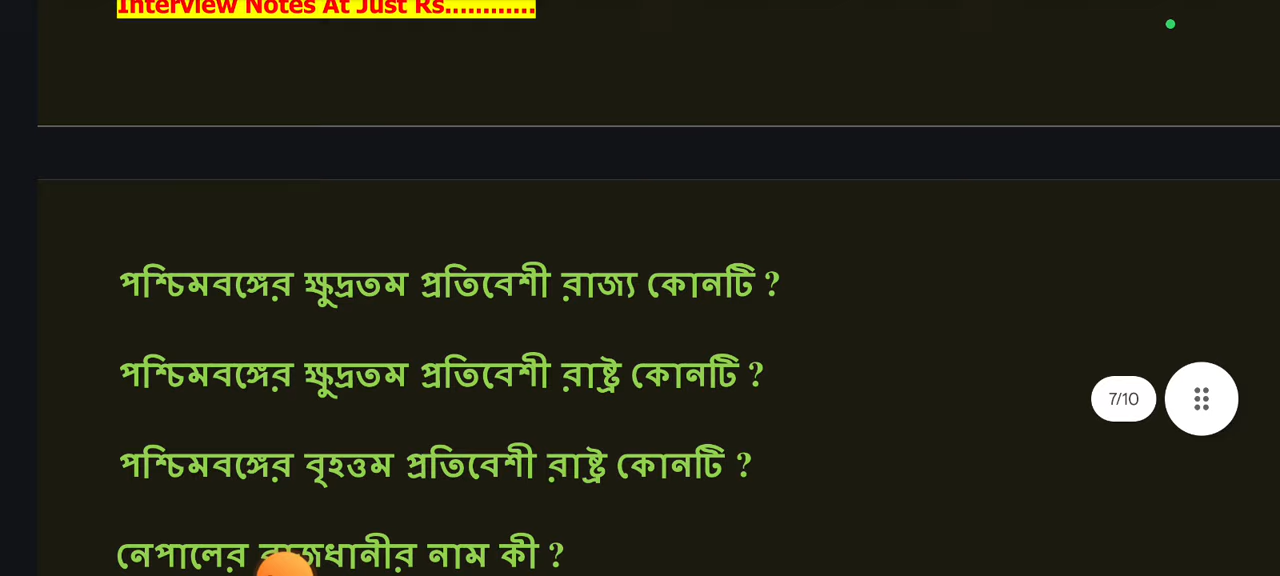 Interview Notes At Just Rs............
পশ্চিমবঙ্গের ক্ষুদ্রতম প্রতিবেশী রাজ্য কোনটি ?
পশ্চিমবঙ্গের ক্ষুদ্রতম প্রতিবেশী রাষ্ট্র কোনটি ?
7/10
পশ্চিমবঙ্গের বৃহত্তম প্রতিবেশী রাষ্ট্র কোনটি ?
নেপালের রাজধানীর নাম কী ?